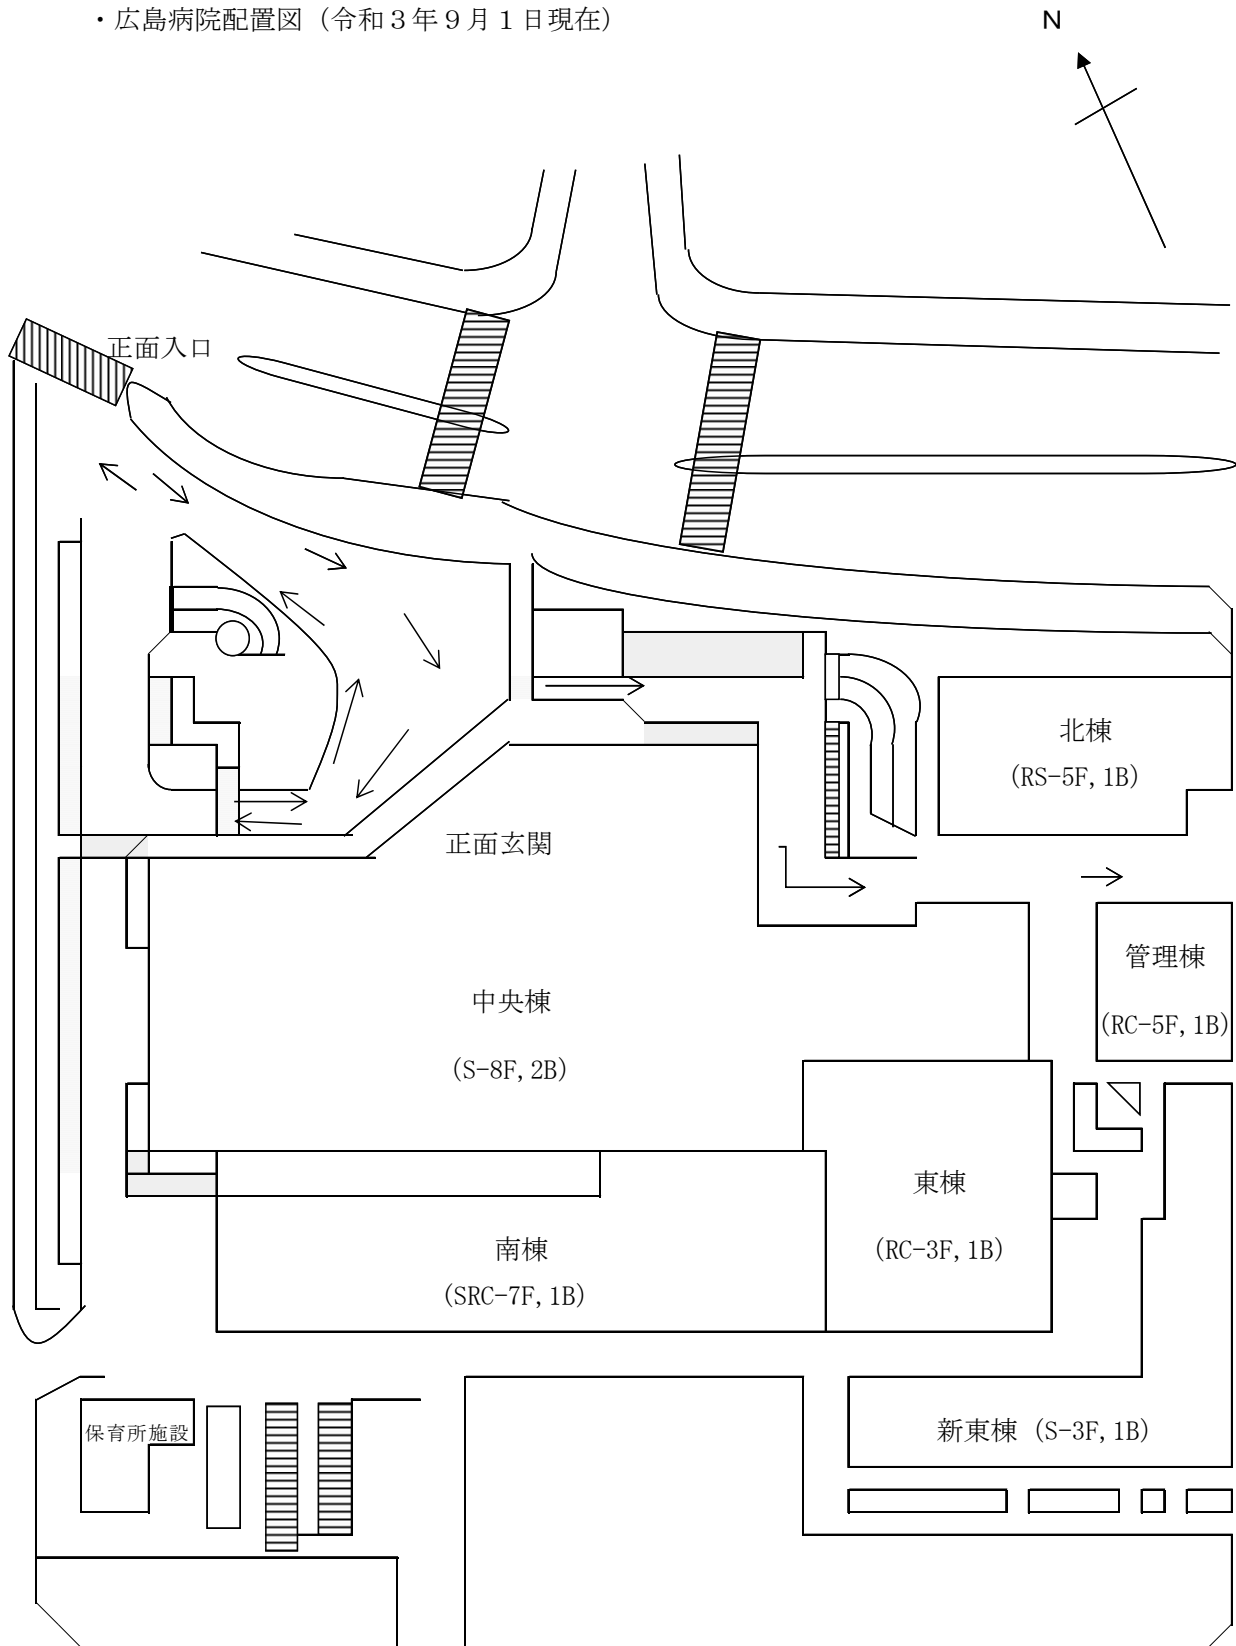 ・広島病院配置図（令和３年９月１日現在）
N
正面入口
北棟
(RS-5F, 1B)
正面玄関
管理棟
(RC-5F, 1B)
中央棟
(S-8F, 2B)
東棟
(RC-3F, 1B)
南棟
(SRC-7F, 1B)
保育所施設
新東棟 (S-3F, 1B)